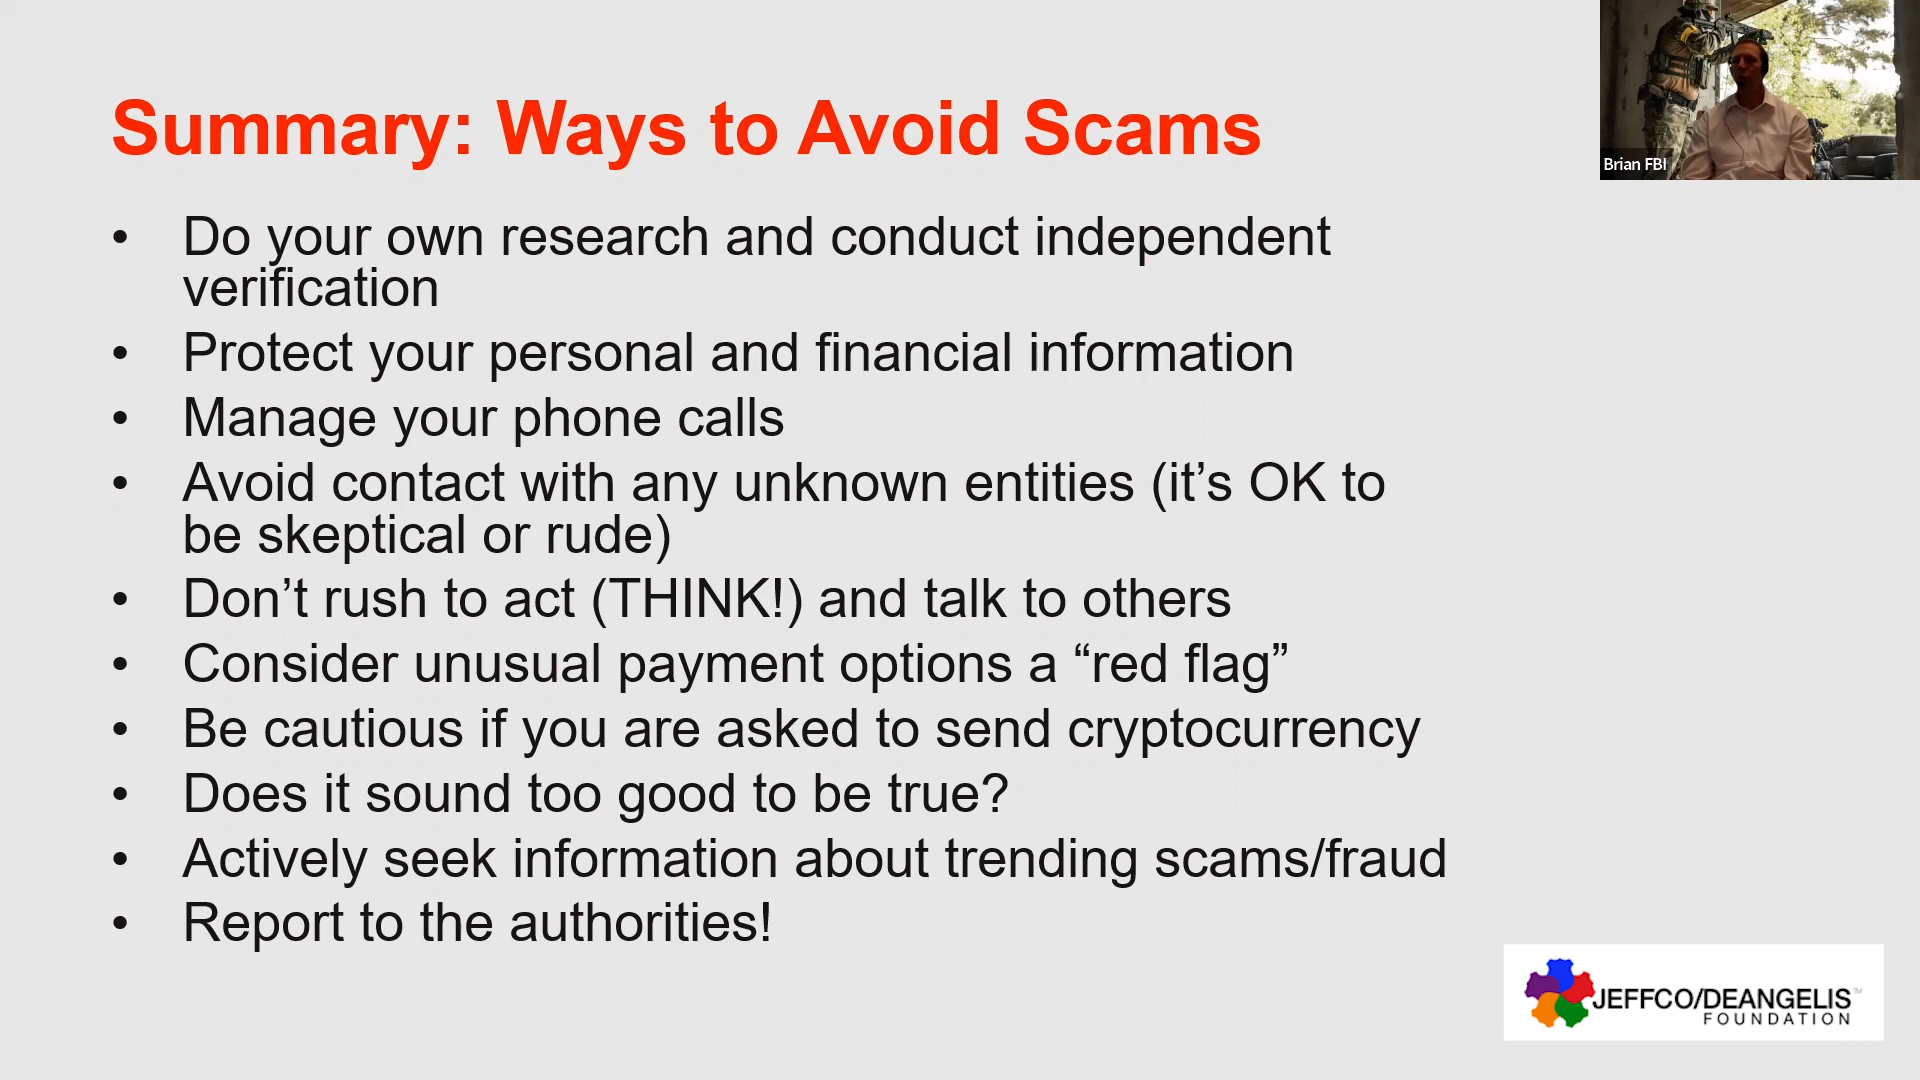 Summary: Ways to Avoid Scams
Brian FBI
• Do your own research and conduct independent
verification
• Protect your personal and financial information
• Manage your phone calls
• Avoid contact with any unknown entities (it’s OK to
be skeptical or rude)
• Don’t rush to act (THINK!) and talk to others
• Consider unusual payment options a “red flag”
• Be cautious if you are asked to send cryptocurrency
• Does it sound too good to be true?
• Actively seek information about trending scams/fraud
• Report to the authorities!
JEFFCO/DEANGELIS™
FOUNDATION